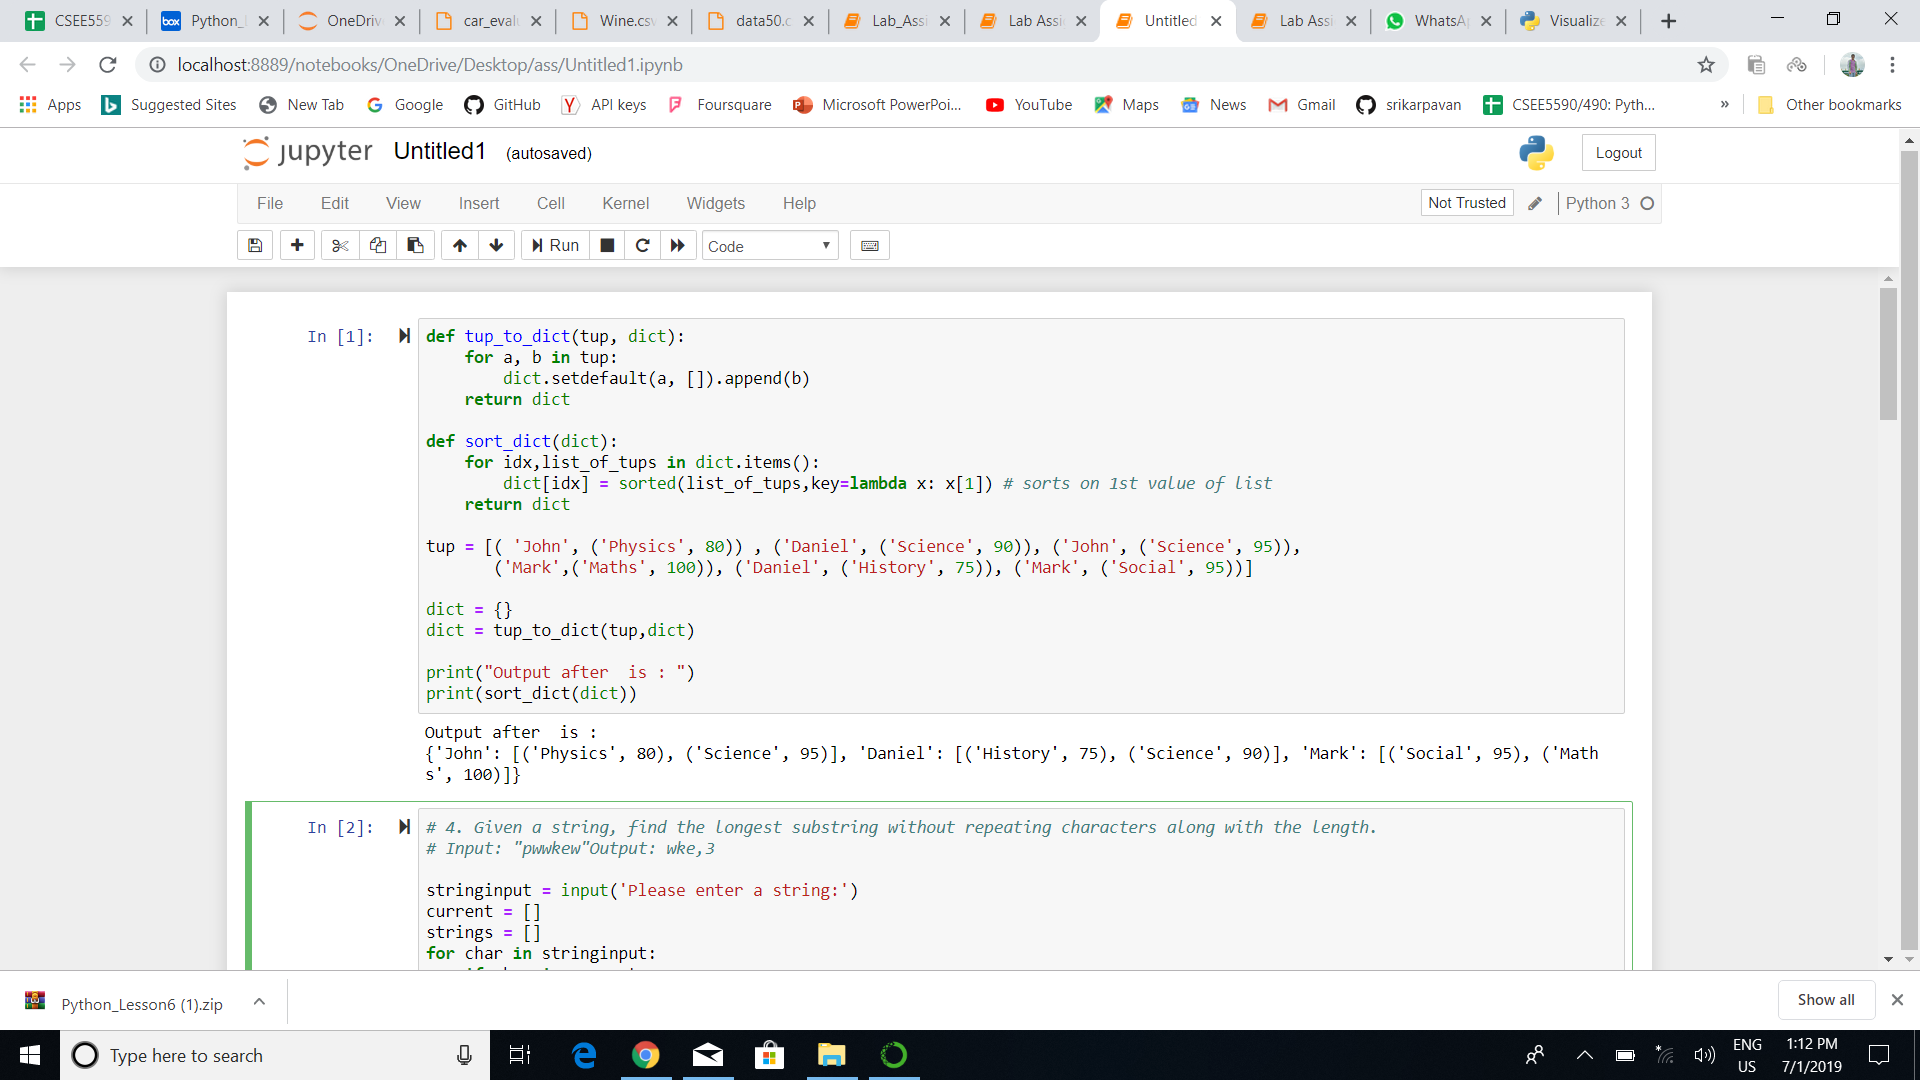 CSEE559
Python_
OneDriv
car_eval
Wine.csv
data50.c
Lab_Assi
Lab Assi
Untitled
Lab Assi
WhatsA
Visualize
localhost:8889/notebooks/OneDrive/Desktop/ass/Untitled1.ipynb
Apps Suggested Sites New Tab Google GitHub API keys Foursquare Microsoft PowerPoi... YouTube Maps News Gmail srikarpavan CSEE5590/490: Pyth... » Other bookmarks
jupyter Untitled1 (autosaved) Logout
File Edit View Insert Cell Kernel Widgets Help Not Trusted Python 3
Run Code
In [1]:
def tup_to_dict(tup, dict):
    for a, b in tup:
        dict.setdefault(a, []).append(b)
    return dict
def sort_dict(dict):
    for idx,list_of_tups in dict.items():
        dict[idx] = sorted(list_of_tups,key=lambda x: x[1]) # sorts on 1st value of list
    return dict
tup = [( 'John', ('Physics', 80)) , ('Daniel', ('Science', 90)), ('John', ('Science', 95)),
       ('Mark',('Maths', 100)), ('Daniel', ('History', 75)), ('Mark', ('Social', 95))]
dict = {}
dict = tup_to_dict(tup,dict)
print("Output after  is : ")
print(sort_dict(dict))
Output after  is :
{'John': [('Physics', 80), ('Science', 95)], 'Daniel': [('History', 75), ('Science', 90)], 'Mark': [('Social', 95), ('Math
s', 100)]}
In [2]:
# 4. Given a string, find the longest substring without repeating characters along with the length.
# Input: "pwwkew"Output: wke,3
stringinput = input('Please enter a string:')
current = []
strings = []
for char in stringinput:
Python_Lesson6 (1).zip
Show all
Type here to search
ENG
US
1:12 PM
7/1/2019